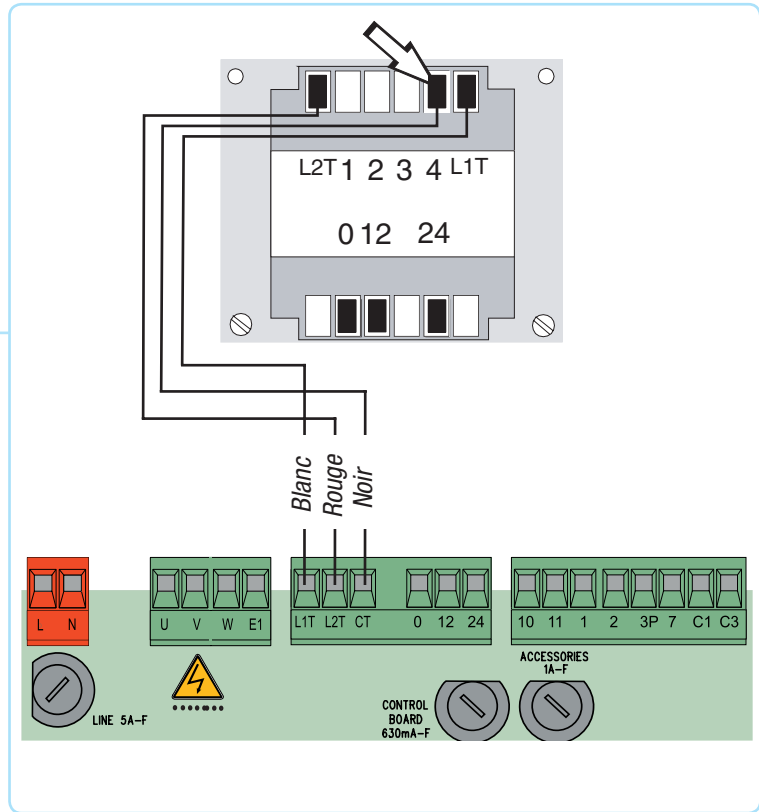 L2T 1 2 3 4 L1T
0 12 24
Blanc
Rouge
Noir
L N
U V W E1
L1T L2T CT
0 12 24
10 11 1 2 3P 7 C1 C3
LINE 5A-F
CONTROL
BOARD
630mA-F
ACCESSORIES
1A-F